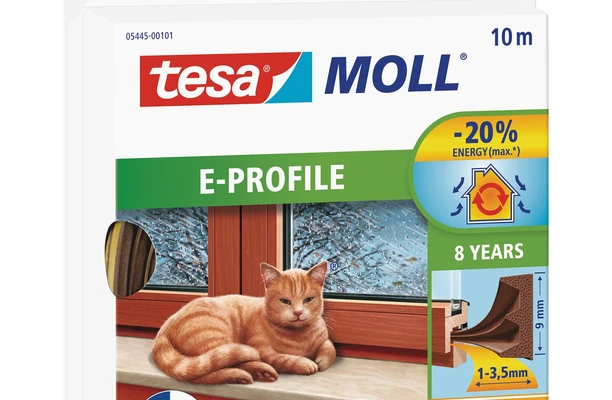 05445-00101
10 m
tesa® MOLL®
-20%
ENERGY (max.*)
E-PROFILE
8 YEARS
®
9 mm
1-3,5mm